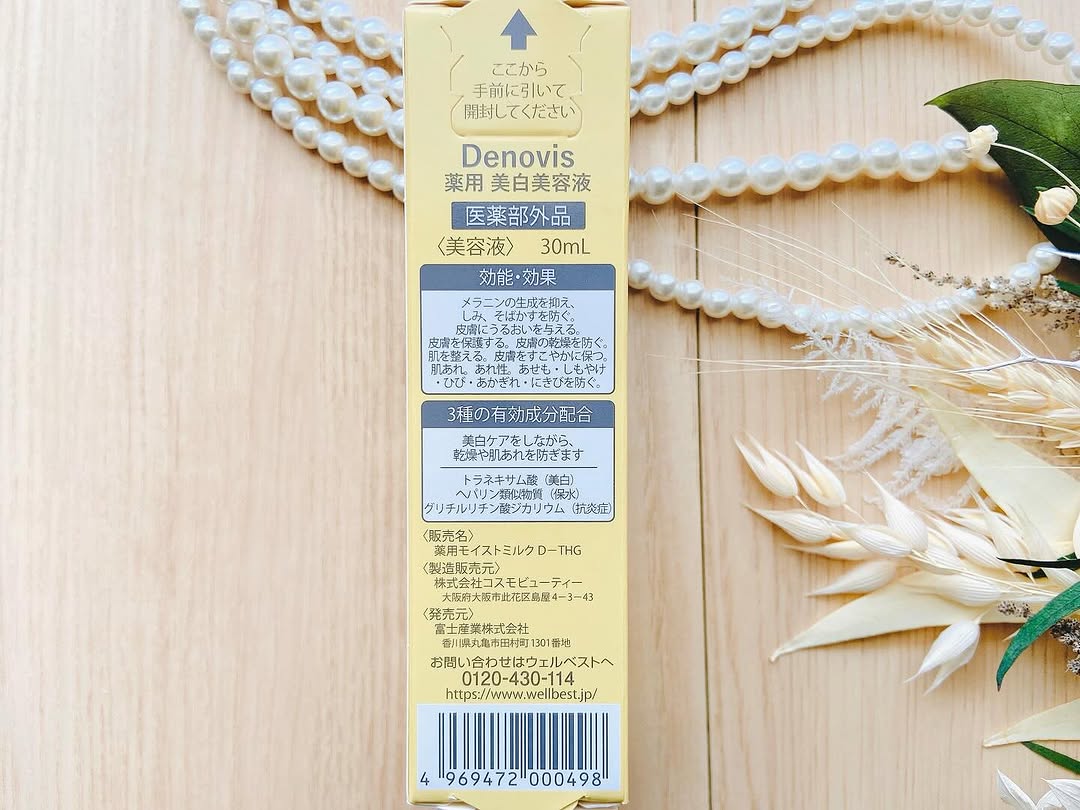 ここから
手前に引いて
開封してください
Denovis
薬用 美白美容液
医薬部外品
〈美容液〉 30mL
効能・効果
メラニンの生成を抑え、
しみ、そばかすを防ぐ。
皮膚にうるおいを与える。
皮膚を保護する。皮膚の乾燥を防ぐ。
肌を整える。皮膚をすこやかに保つ。
肌あれ。あれ性。あせも・しもやけ
・ひび・あかぎれ・にきびを防ぐ。
3種の有効成分配合
美白ケアをしながら、
乾燥や肌あれを防ぎます
トラネキサム酸（美白）
ヘパリン類似物質（保水）
グリチルリチン酸ジカリウム（抗炎症）
〈販売名〉
薬用モイストミルク D－THG
〈製造販売元〉
株式会社コスモビューティー
大阪府大阪市此花区島屋4－3－43
〈発売元〉
富士産業株式会社
香川県丸亀市田村町1301番地
お問い合わせはウェルベストへ
0120-430-114
https://www.wellbest.jp/
4 969472 000498